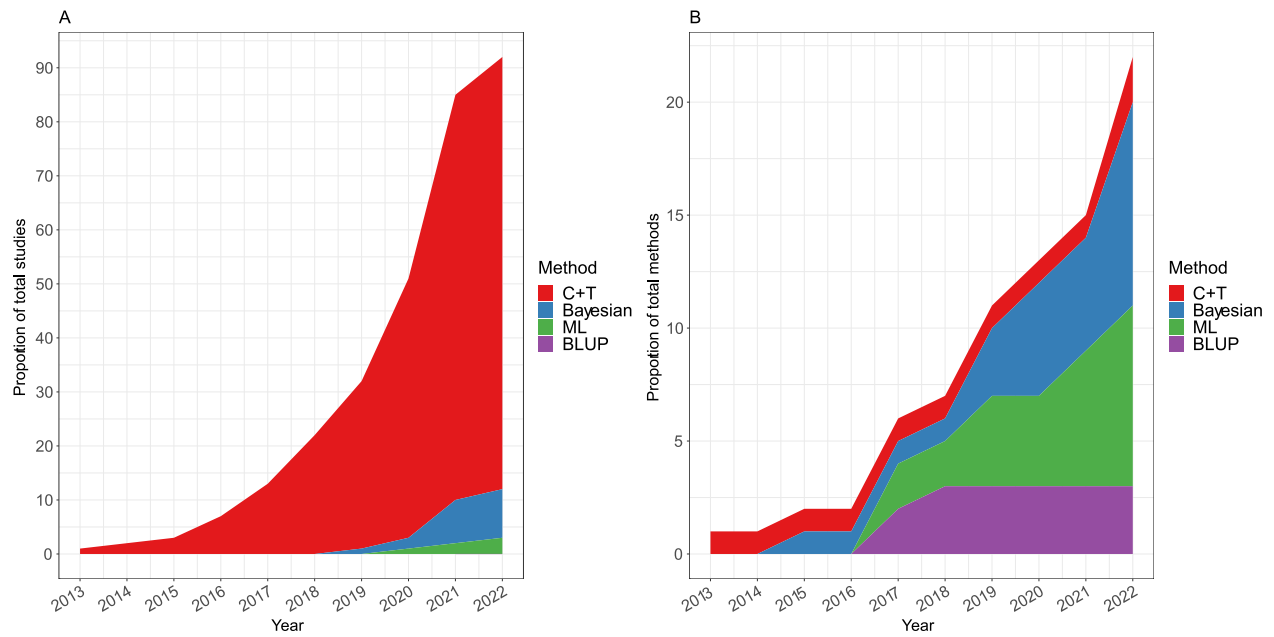 A
Propotion of total studies
90
80
70
60
50
40
30
20
10
0
2013
2014
2015
2016
2017
2018
2019
2020
2021
2022
Year
Method
C+T
Bayesian
ML
BLUP
B
Propotion of total methods
20
15
10
5
0
2013
2014
2015
2016
2017
2018
2019
2020
2021
2022
Year
Method
C+T
Bayesian
ML
BLUP